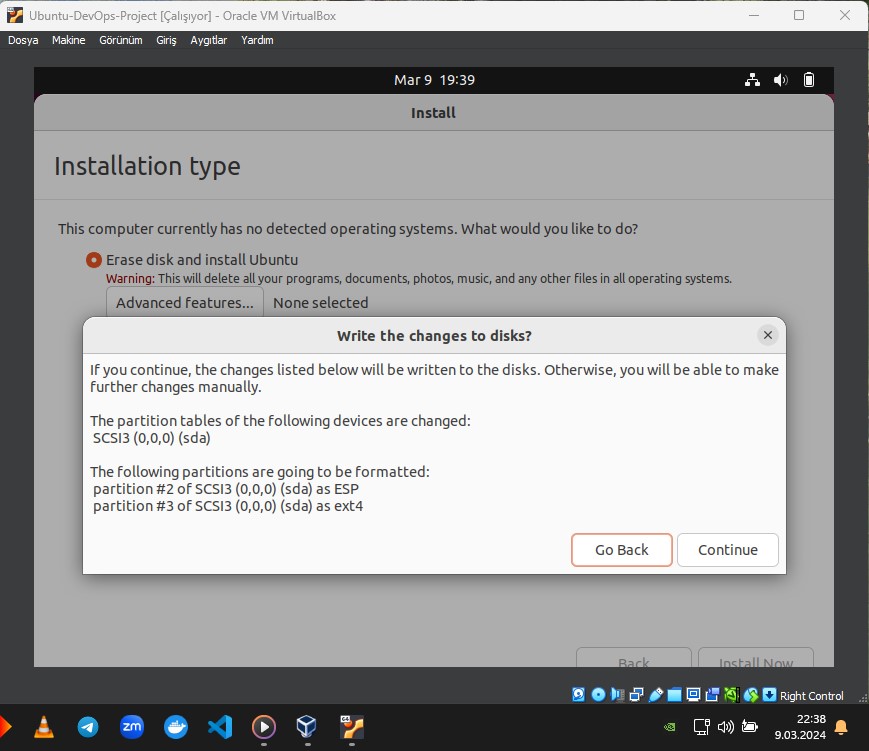 Ubuntu-DevOps-Project [Çalışıyor] - Oracle VM VirtualBox
Dosya Makine Görünüm Giriş Aygıtlar Yardım
Mar 9 19:39
Install
Installation type
This computer currently has no detected operating systems. What would you like to do?
Erase disk and install Ubuntu
Warning: This will delete all your programs, documents, photos, music, and any other files in all operating systems.
Advanced features... None selected
Write the changes to disks?
If you continue, the changes listed below will be written to the disks. Otherwise, you will be able to make
further changes manually.
The partition tables of the following devices are changed:
SCSI3 (0,0,0) (sda)
The following partitions are going to be formatted:
partition #2 of SCSI3 (0,0,0) (sda) as ESP
partition #3 of SCSI3 (0,0,0) (sda) as ext4
Go Back Continue
Back Install Now
Right Control
zm 64 22:38
9.03.2024